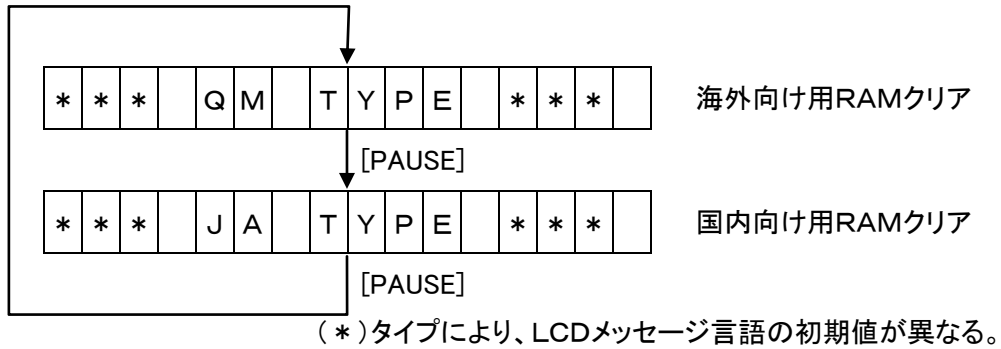 *** QM TYPE *** 海外向け用RAMクリア
[PAUSE]
*** JA TYPE *** 国内向け用RAMクリア
[PAUSE]
(*)タイプにより、LCDメッセージ言語の初期値が異なる。